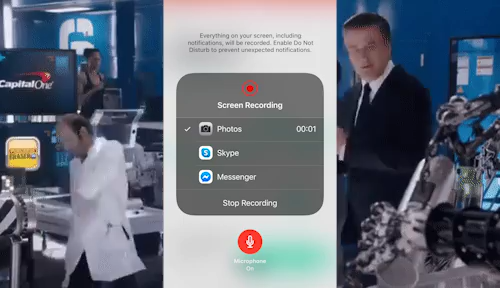 Everything on your screen, including
notifications, will be recorded. Enable Do Not
Disturb to prevent unexpected notifications.
Screen Recording
Photos 00:01
Skype
Messenger
Stop Recording
Microphone
On
Capital One
ERASER